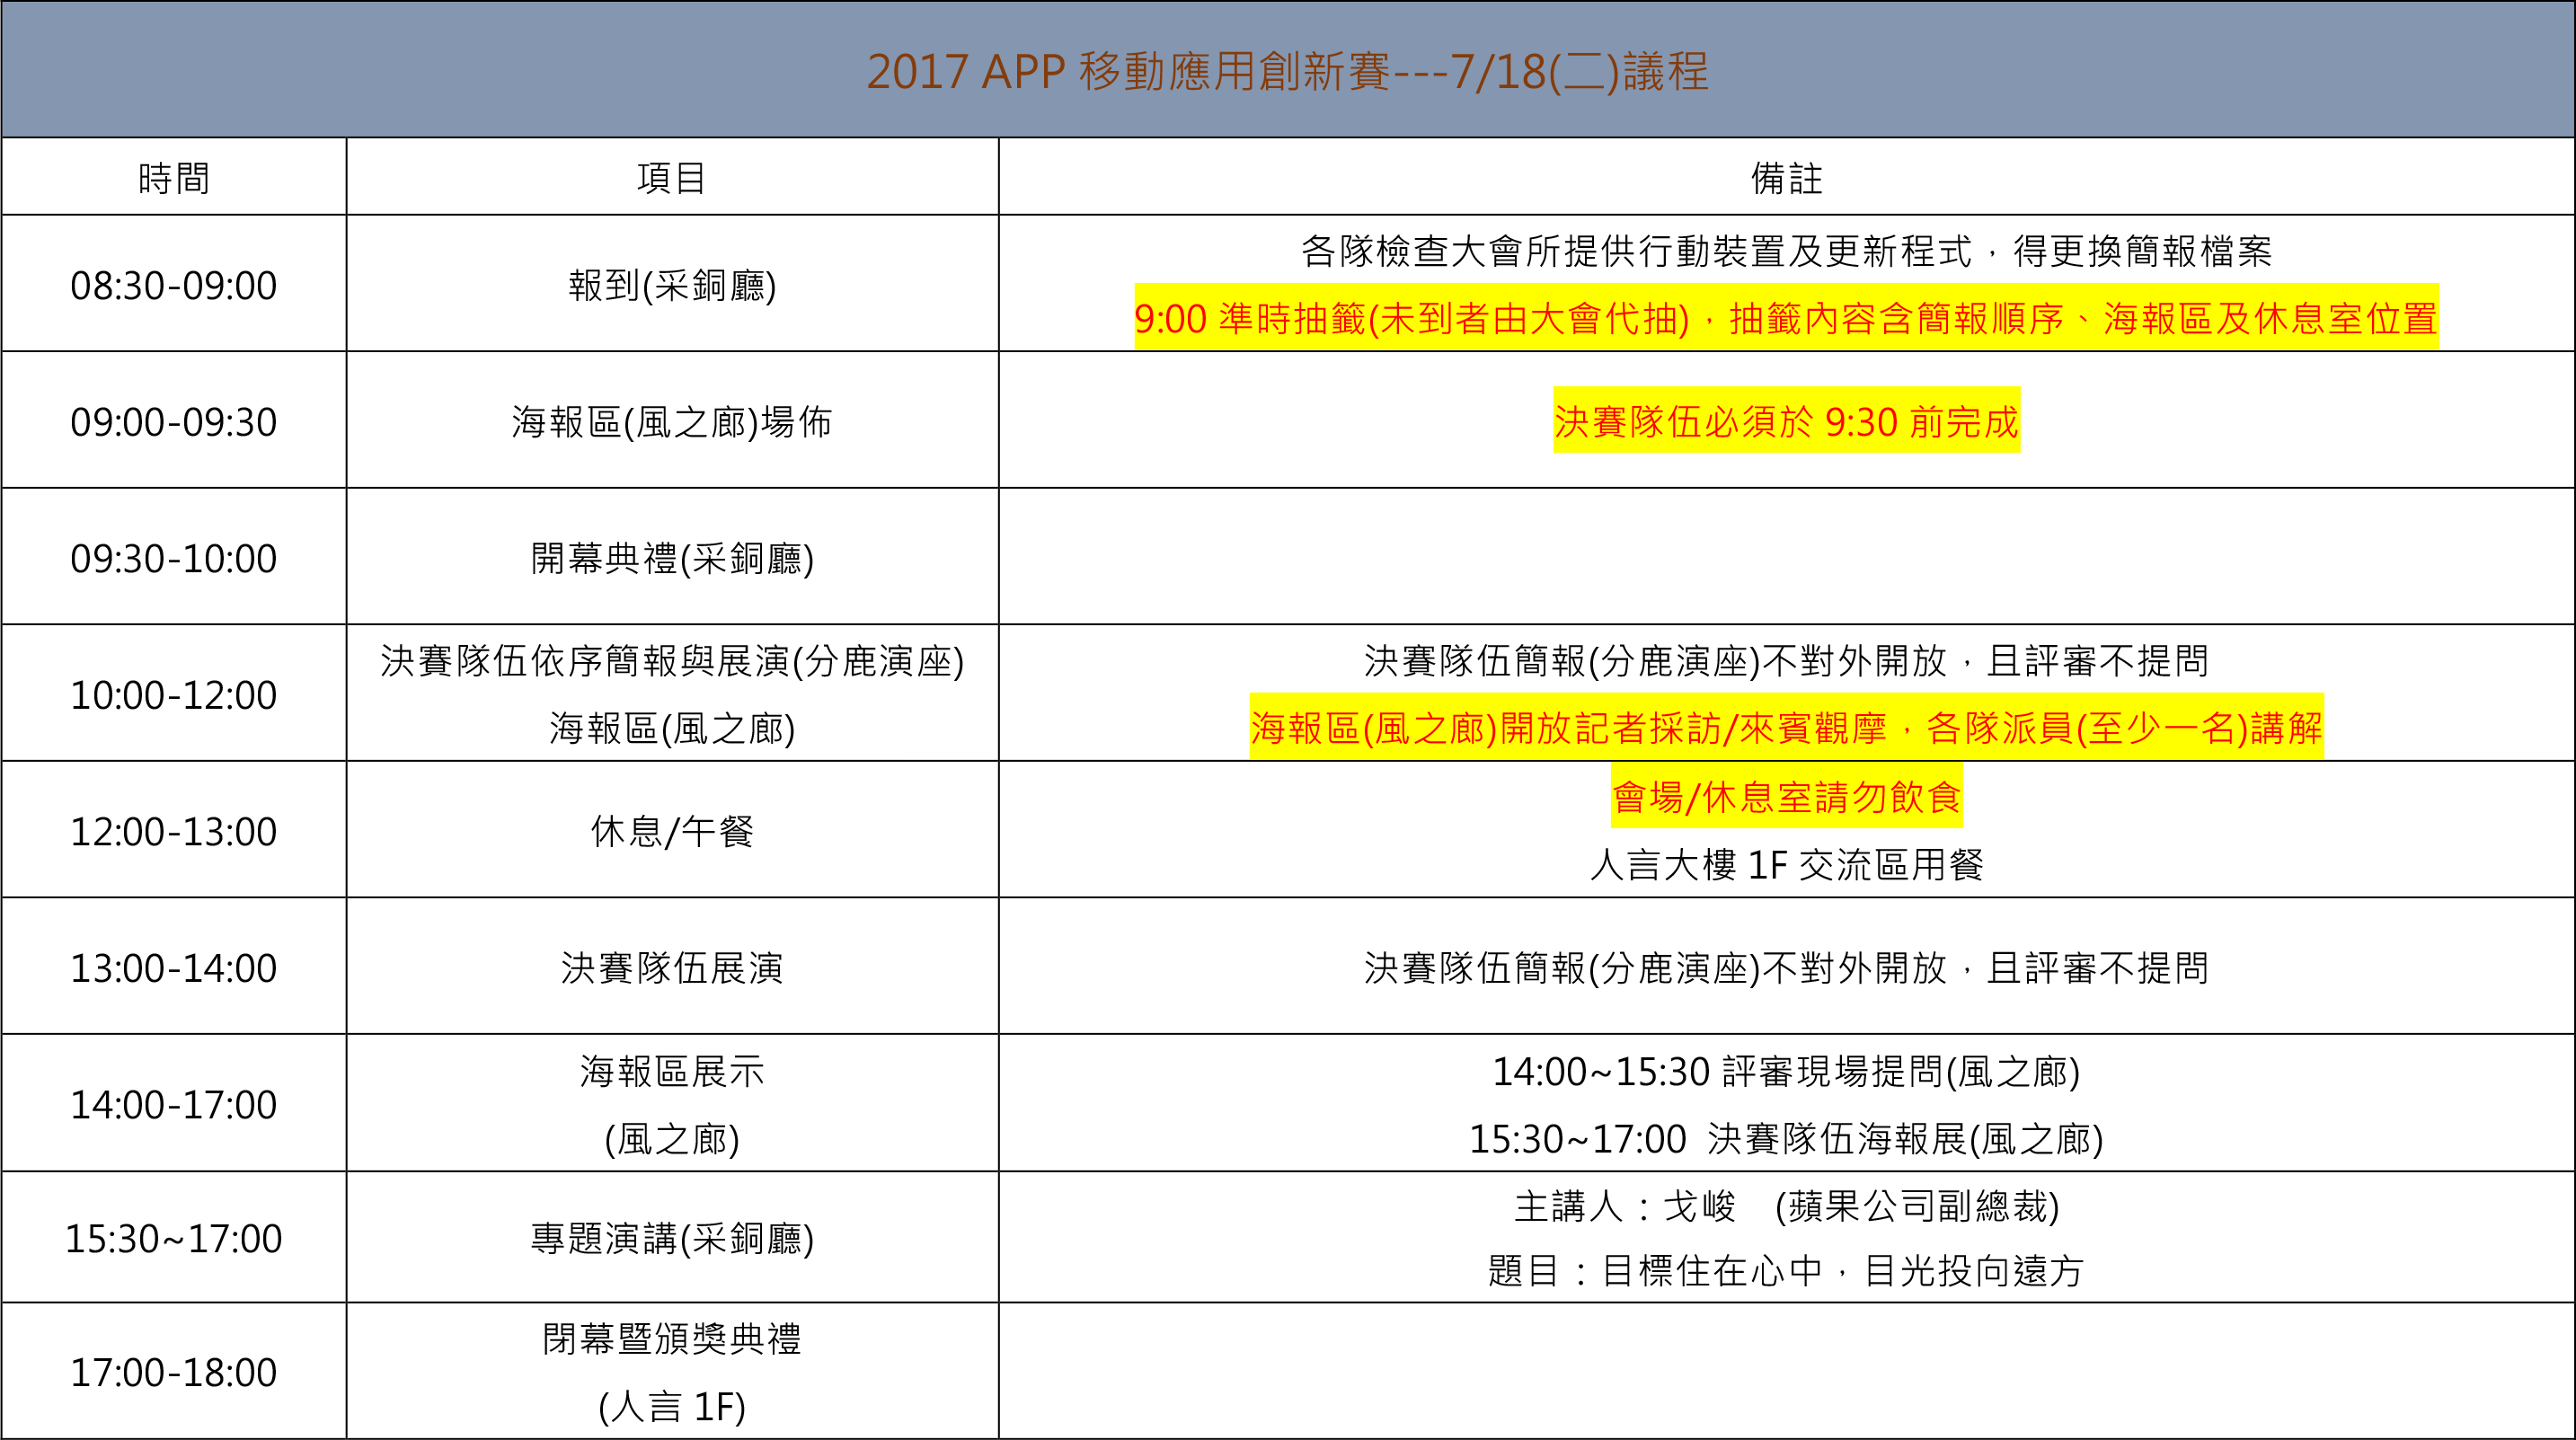 2017 APP 移動應用創新賽---7/18(二)議程
時間 項目 備註
08:30-09:00 報到(采銅廳) 各隊檢查大會所提供行動裝置及更新程式，得更換簡報檔案
9:00 準時抽籤(未到者由大會代抽)，抽籤內容含簡報順序、海報區及休息室位置
09:00-09:30 海報區(風之廊)場佈 決賽隊伍必須於 9:30 前完成
09:30-10:00 開幕典禮(采銅廳)
10:00-12:00 決賽隊伍依序簡報與展演(分鹿演座)
海報區(風之廊)
決賽隊伍簡報(分鹿演座)不對外開放，且評審不提問
海報區(風之廊)開放記者採訪/來賓觀摩，各隊派員(至少一名)講解
12:00-13:00 休息/午餐 會場/休息室請勿飲食
人言大樓 1F 交流區用餐
13:00-14:00 決賽隊伍展演 決賽隊伍簡報(分鹿演座)不對外開放，且評審不提問
14:00-17:00 海報區展示
(風之廊)
14:00~15:30 評審現場提問(風之廊)
15:30~17:00 決賽隊伍海報展(風之廊)
15:30~17:00 專題演講(采銅廳) 主講人：戈峻　(蘋果公司副總裁)
題目：目標住在心中，目光投向遠方
17:00-18:00 閉幕暨頒獎典禮
(人言 1F)